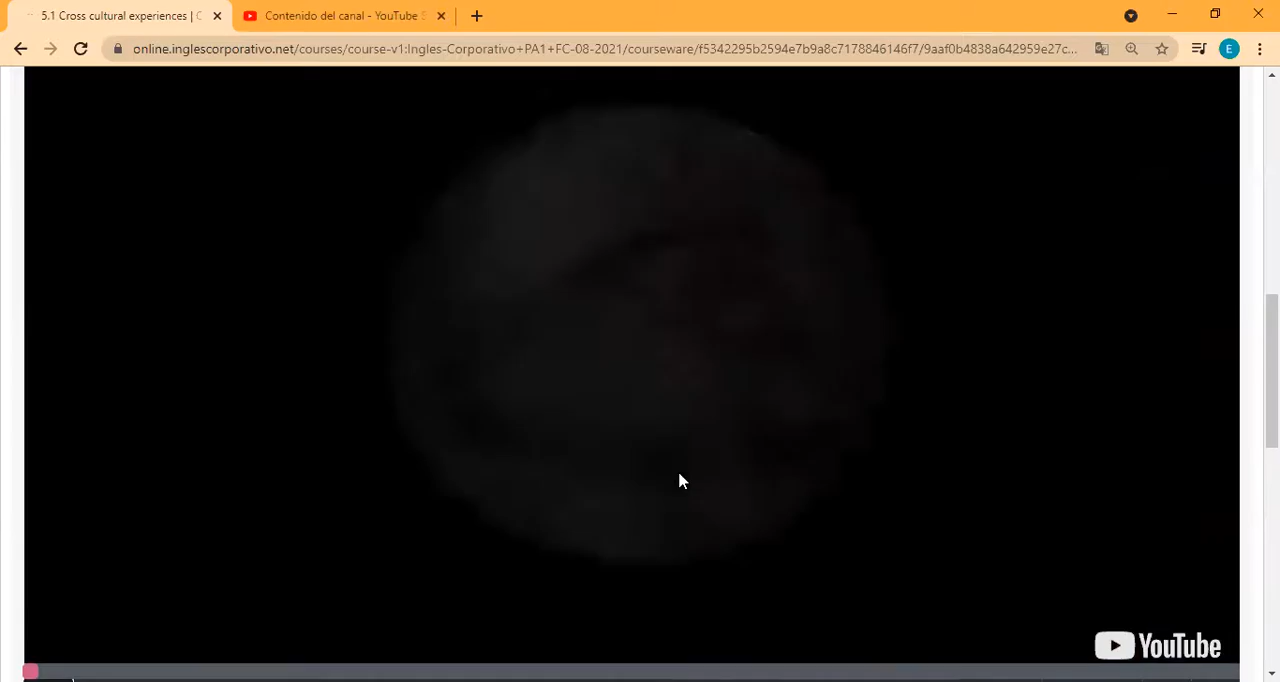 5.1 Cross cultural experiences | C
Contenido del canal - YouTube S
online.inglescorporativo.net/courses/course-v1:Ingles-Corporativo+PA1+FC-08-2021/courseware/f5342295b2594e7b9a8c7178846146f7/9aaf0b4838a642959e27c...
E
YouTube